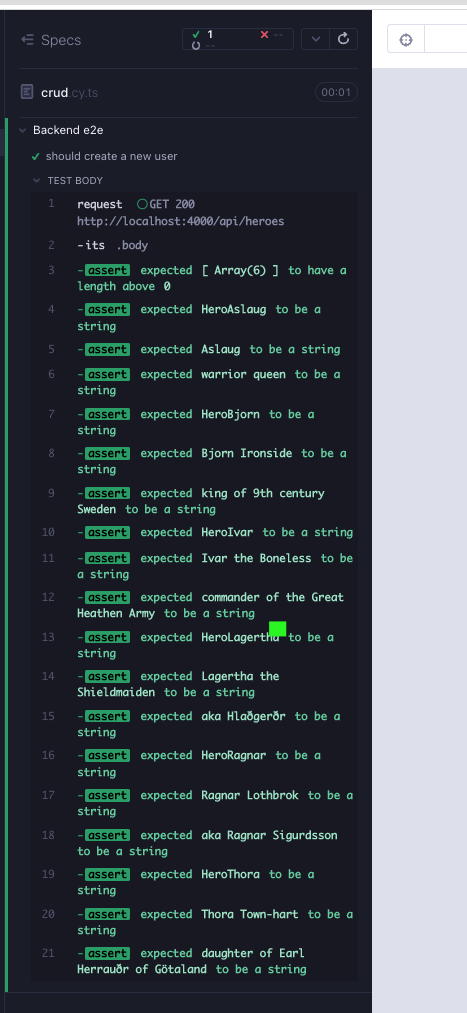 Specs
1
--
--
crud.cy.ts
00:01
Backend e2e
should create a new user
TEST BODY
1 request GET 200
http://localhost:4000/api/heroes
2 -its .body
3 -assert expected [ Array(6) ] to have a
length above 0
4 -assert expected HeroAslaug to be a
string
5 -assert expected Aslaug to be a string
6 -assert expected warrior queen to be a
string
7 -assert expected HeroBjorn to be a
string
8 -assert expected Bjorn Ironside to be a
string
9 -assert expected king of 9th century
Sweden to be a string
10 -assert expected HeroIvar to be a string
11 -assert expected Ivar the Boneless to be
a string
12 -assert expected commander of the Great
Heathen Army to be a string
13 -assert expected HeroLagertha to be a
string
14 -assert expected Lagertha the
Shieldmaiden to be a string
15 -assert expected aka Hlaðgerðr to be a
string
16 -assert expected HeroRagnar to be a
string
17 -assert expected Ragnar Lothbrok to be a
string
18 -assert expected aka Ragnar Sigurdsson
to be a string
19 -assert expected HeroThora to be a
string
20 -assert expected Thora Town-hart to be a
string
21 -assert expected daughter of Earl
Herrauðr of Götaland to be a string